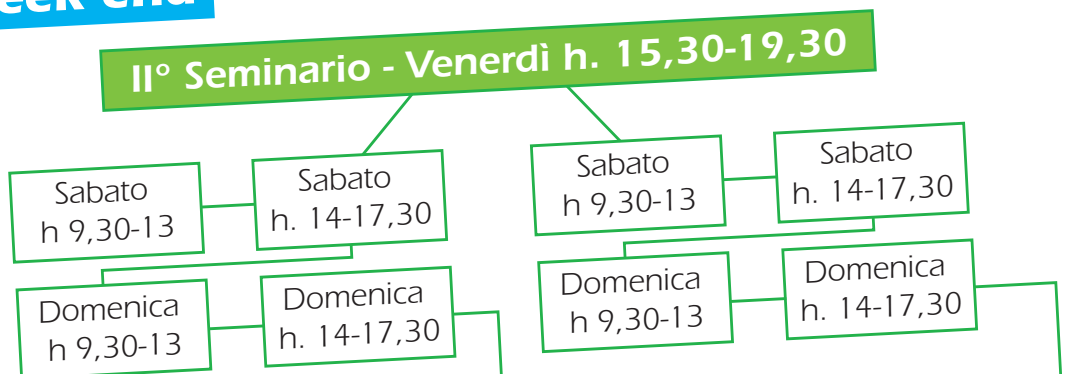 II° Seminario - Venerdì h. 15,30-19,30
Sabato
h 9,30-13
Sabato
h. 14-17,30
Sabato
h 9,30-13
Sabato
h. 14-17,30
Domenica
h 9,30-13
Domenica
h. 14-17,30
Domenica
h 9,30-13
Domenica
h. 14-17,30